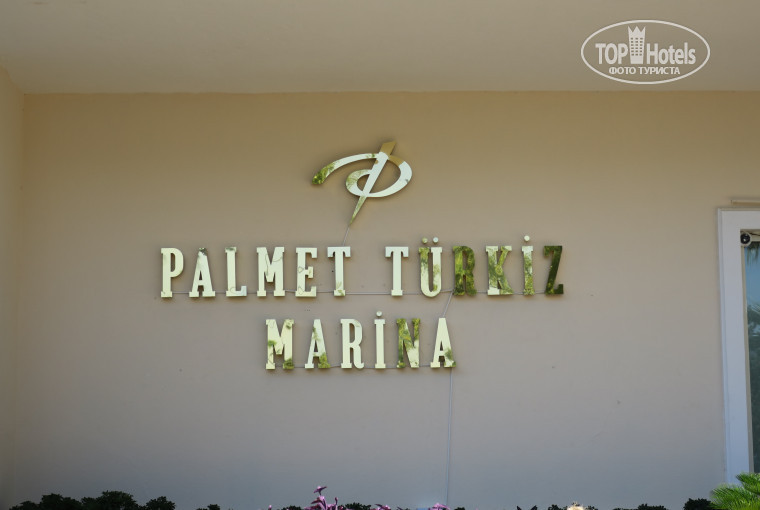 TOP Hotels
ФОТО ТУРИСТА
PALMET TÜRKİZ
MARİNA